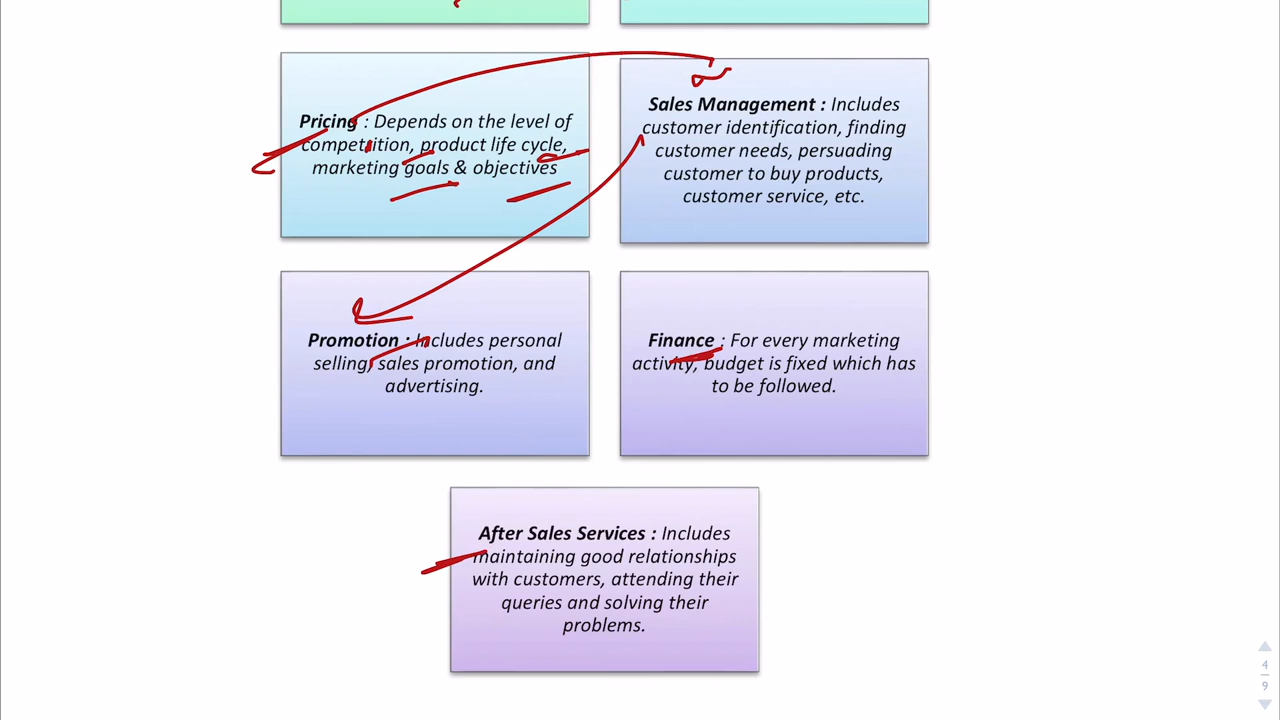 Pricing : Depends on the level of
competition, product life cycle,
marketing goals & objectives
Sales Management : Includes
customer identification, finding
customer needs, persuading
customer to buy products,
customer service, etc.
Promotion : Includes personal
selling, sales promotion, and
advertising.
Finance : For every marketing
activity, budget is fixed which has
to be followed.
After Sales Services : Includes
maintaining good relationships
with customers, attending their
queries and solving their
problems.
4
9